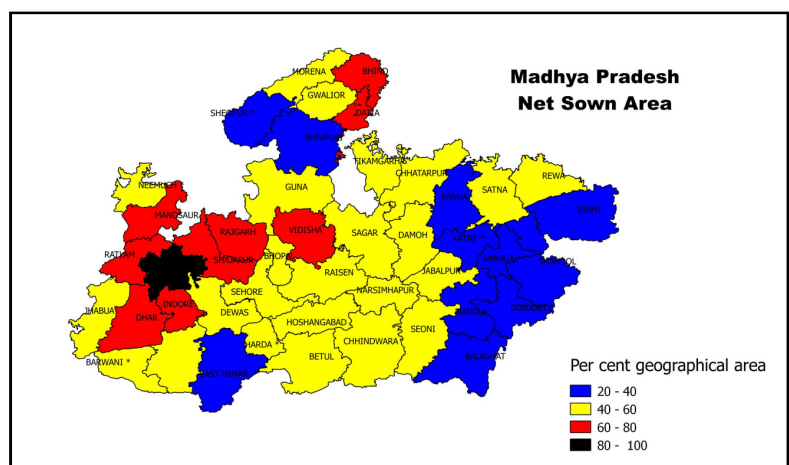 Madhya Pradesh
Net Sown Area
MORENA
BHIND
GWALIOR
DATIA
SHEOPUR *
SHIVPURI
TIKAMGARH
CHHATARPUR
REWA
NEEMUCH
GUNA
PANNA
SATNA
SIDHI
MANDSAUR
RAJGARH
VIDISHA
SAGAR
DAMOH
KATNI *
RATLAM
SHAJAPUR
BHOPAL
RAISEN
JABALPUR
UMARIA
SHAHDOL
SEHORE
NARSIMHAPUR
JHABUA
DHAR
INDORE
DEWAS
HOSHANGABAD
SEONI
MANDLA
DINDORI
BARWANI *
EAST NIMAR
HARDA *
BETUL
CHHINDWARA
BALAGHAT
Per cent geographical area
20 - 40
40 - 60
60 - 80
80 - 100